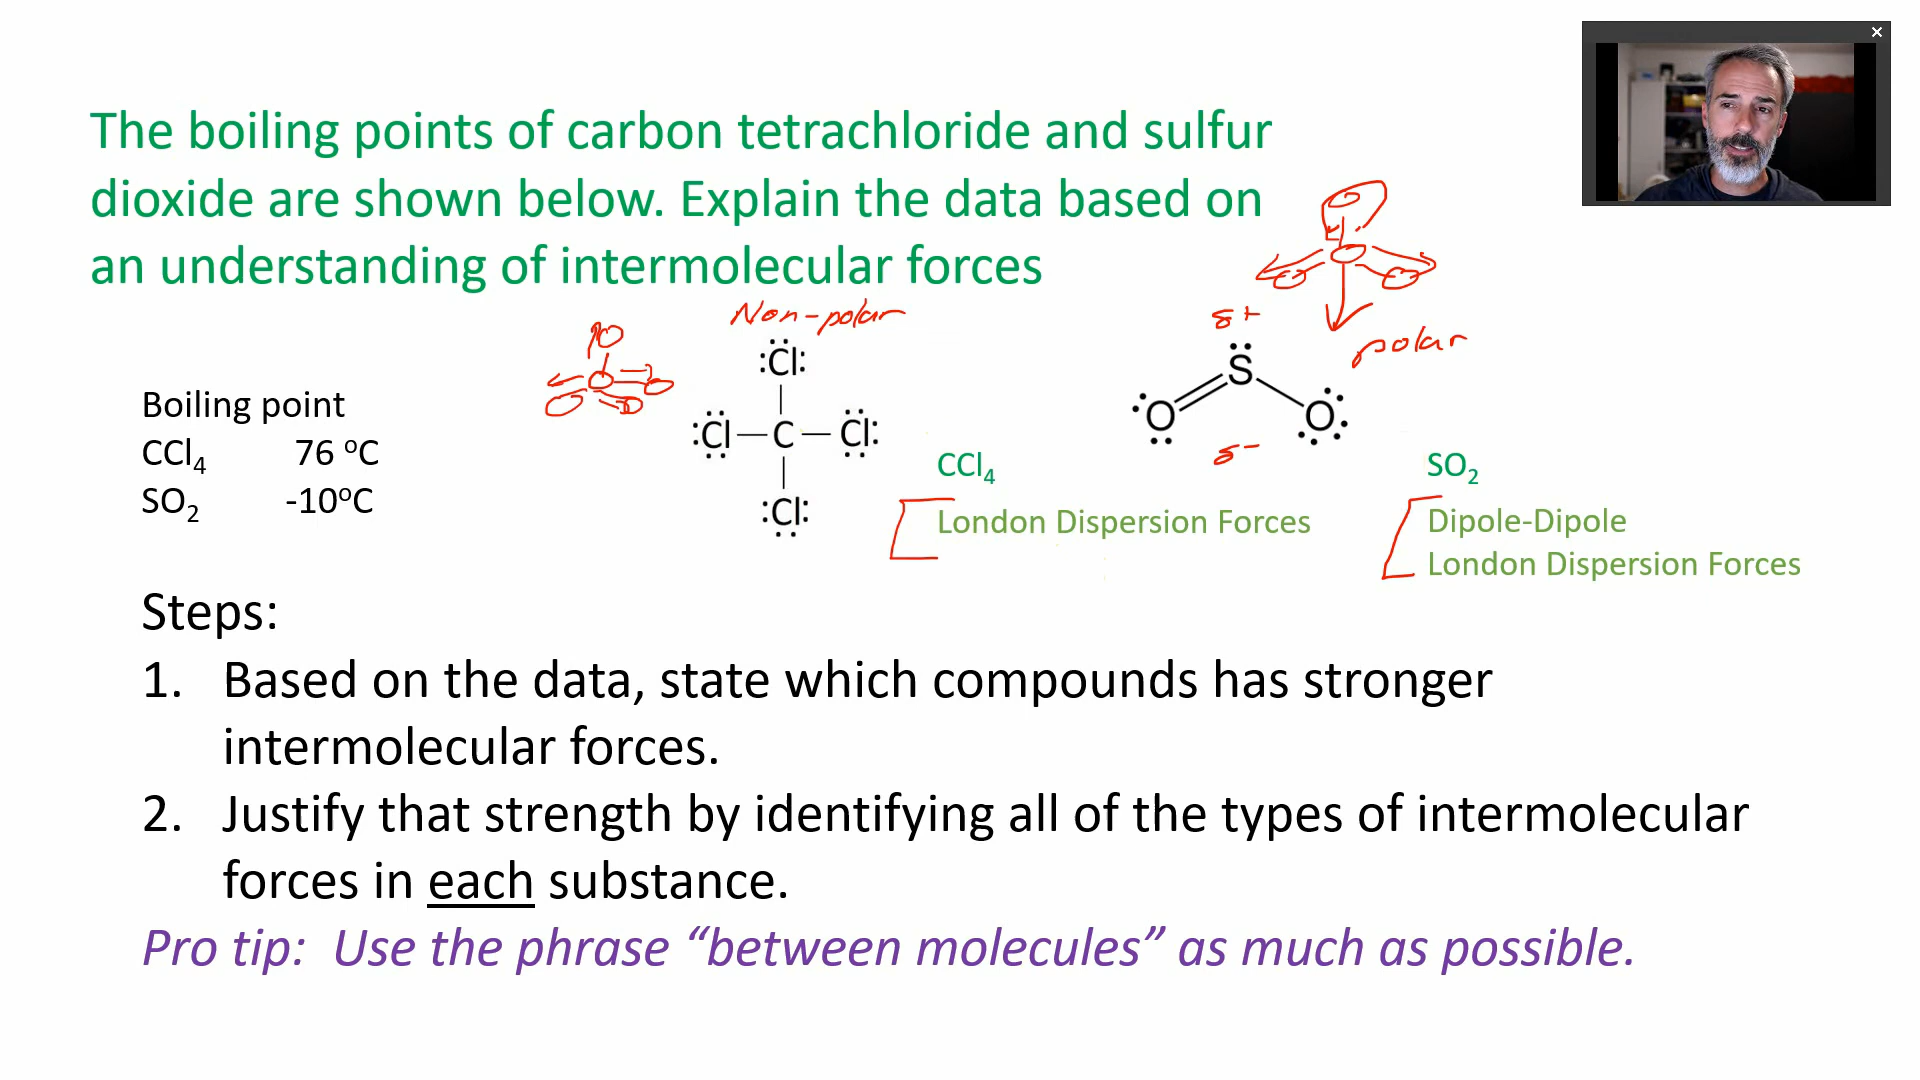 The boiling points of carbon tetrachloride and sulfur
dioxide are shown below. Explain the data based on
an understanding of intermolecular forces
Non-polar
δ+
polar
:Cl:
S
Boiling point
CCl₄ 76 °C
SO₂ -10°C
:Cl—C—Cl:
O O
δ-
:Cl:
CCl₄
London Dispersion Forces
SO₂
Dipole-Dipole
London Dispersion Forces
Steps:
1. Based on the data, state which compounds has stronger
intermolecular forces.
2. Justify that strength by identifying all of the types of intermolecular
forces in each substance.
Pro tip: Use the phrase “between molecules” as much as possible.